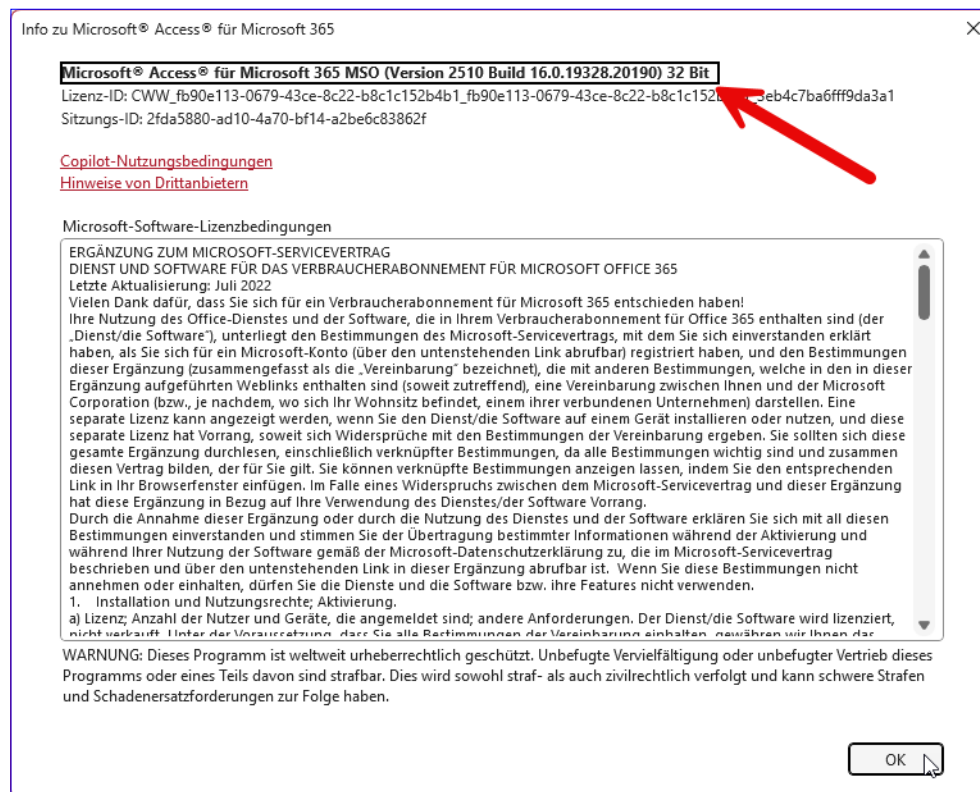 Info zu Microsoft® Access® für Microsoft 365
Microsoft® Access® für Microsoft 365 MSO (Version 2510 Build 16.0.19328.20190) 32 Bit
Lizenz-ID: CWW_fb90e113-0679-43ce-8c22-b8c1c152b4b1_fb90e113-0679-43ce-8c22-b8c1c152
Sitzungs-ID: 2fda5880-ad10-4a70-bf14-a2be6c83862f
Copilot-Nutzungsbedingungen
Hinweise von Drittanbietern
Microsoft-Software-Lizenzbedingungen
ERGÄNZUNG ZUM MICROSOFT-SERVICEVERTRAG
DIENST UND SOFTWARE FÜR DAS VERBRAUCHERABONNEMENT FÜR MICROSOFT OFFICE 365
Letzte Aktualisierung: Juli 2022
Vielen Dank dafür, dass Sie sich für ein Verbraucherabonnement für Microsoft 365 entschieden haben!
Ihre Nutzung des Office-Dienstes und der Software, die in Ihrem Verbraucherabonnement für Office 365 enthalten sind (der
„Dienst/die Software“), unterliegt den Bestimmungen des Microsoft-Servicevertrags, mit dem Sie sich einverstanden erklärt
haben, als Sie sich für ein Microsoft-Konto (über den untenstehenden Link abrufbar) registriert haben, und den Bestimmungen
dieser Ergänzung (zusammengefasst als die „Vereinbarung“ bezeichnet), die mit anderen Bestimmungen, welche in den in dieser
Ergänzung aufgeführten Weblinks enthalten sind (soweit zutreffend), eine Vereinbarung zwischen Ihnen und der Microsoft
Corporation (bzw., je nachdem, wo sich Ihr Wohnsitz befindet, einem ihrer verbundenen Unternehmen) darstellen. Eine
separate Lizenz kann angezeigt werden, wenn Sie den Dienst/die Software auf einem Gerät installieren oder nutzen, und diese
separate Lizenz hat Vorrang, soweit sich Widersprüche mit den Bestimmungen der Vereinbarung ergeben. Sie sollten sich diese
gesamte Ergänzung durchlesen, einschließlich verknüpfter Bestimmungen, da alle Bestimmungen wichtig sind und zusammen
diesen Vertrag bilden, der für Sie gilt. Sie können verknüpfte Bestimmungen anzeigen lassen, indem Sie den entsprechenden
Link in Ihr Browserfenster einfügen. Im Falle eines Widerspruchs zwischen dem Microsoft-Servicevertrag und dieser Ergänzung
hat diese Ergänzung in Bezug auf Ihre Verwendung des Dienstes/der Software Vorrang.
Durch die Annahme dieser Ergänzung oder durch die Nutzung des Dienstes und der Software erklären Sie sich mit all diesen
Bestimmungen einverstanden und stimmen Sie der Übertragung bestimmter Informationen während der Aktivierung und
während Ihrer Nutzung der Software gemäß der Microsoft-Datenschutzerklärung zu, die im Microsoft-Servicevertrag
beschrieben und über den untenstehenden Link in dieser Ergänzung abrufbar ist. Wenn Sie diese Bestimmungen nicht
annehmen oder einhalten, dürfen Sie die Dienste und die Software bzw. ihre Features nicht verwenden.
1. Installation und Nutzungsrechte; Aktivierung.
a) Lizenz; Anzahl der Nutzer und Geräte, die angemeldet sind; andere Anforderungen. Der Dienst/die Software wird lizenziert,
nicht verkauft. Unter der Voraussetzung, dass Sie alle Bestimmungen der Vereinbarung einhalten, gewähren wir Ihnen das
WARNUNG: Dieses Programm ist weltweit urheberrechtlich geschützt. Unbefugte Vervielfältigung oder unbefugter Vertrieb dieses
Programms oder eines Teils davon sind strafbar. Dies wird sowohl straf- als auch zivilrechtlich verfolgt und kann schwere Strafen
und Schadenersatzforderungen zur Folge haben.
OK